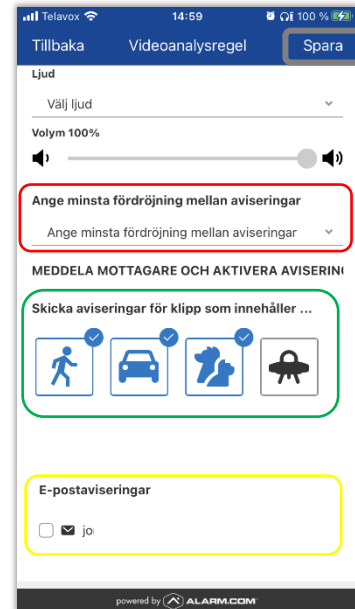 Telavox 14:59 100 %
Tillbaka Videoanalysregel Spara
Ljud
Välj ljud
Volym 100%
Ange minsta fördröjning mellan aviseringar
Ange minsta fördröjning mellan aviseringar
MEDDELA MOTTAGARE OCH AKTIVERA AVISERIN
Skicka aviseringar för klipp som innehåller ...
E-postaviseringar
jo
powered by ALARM.COM